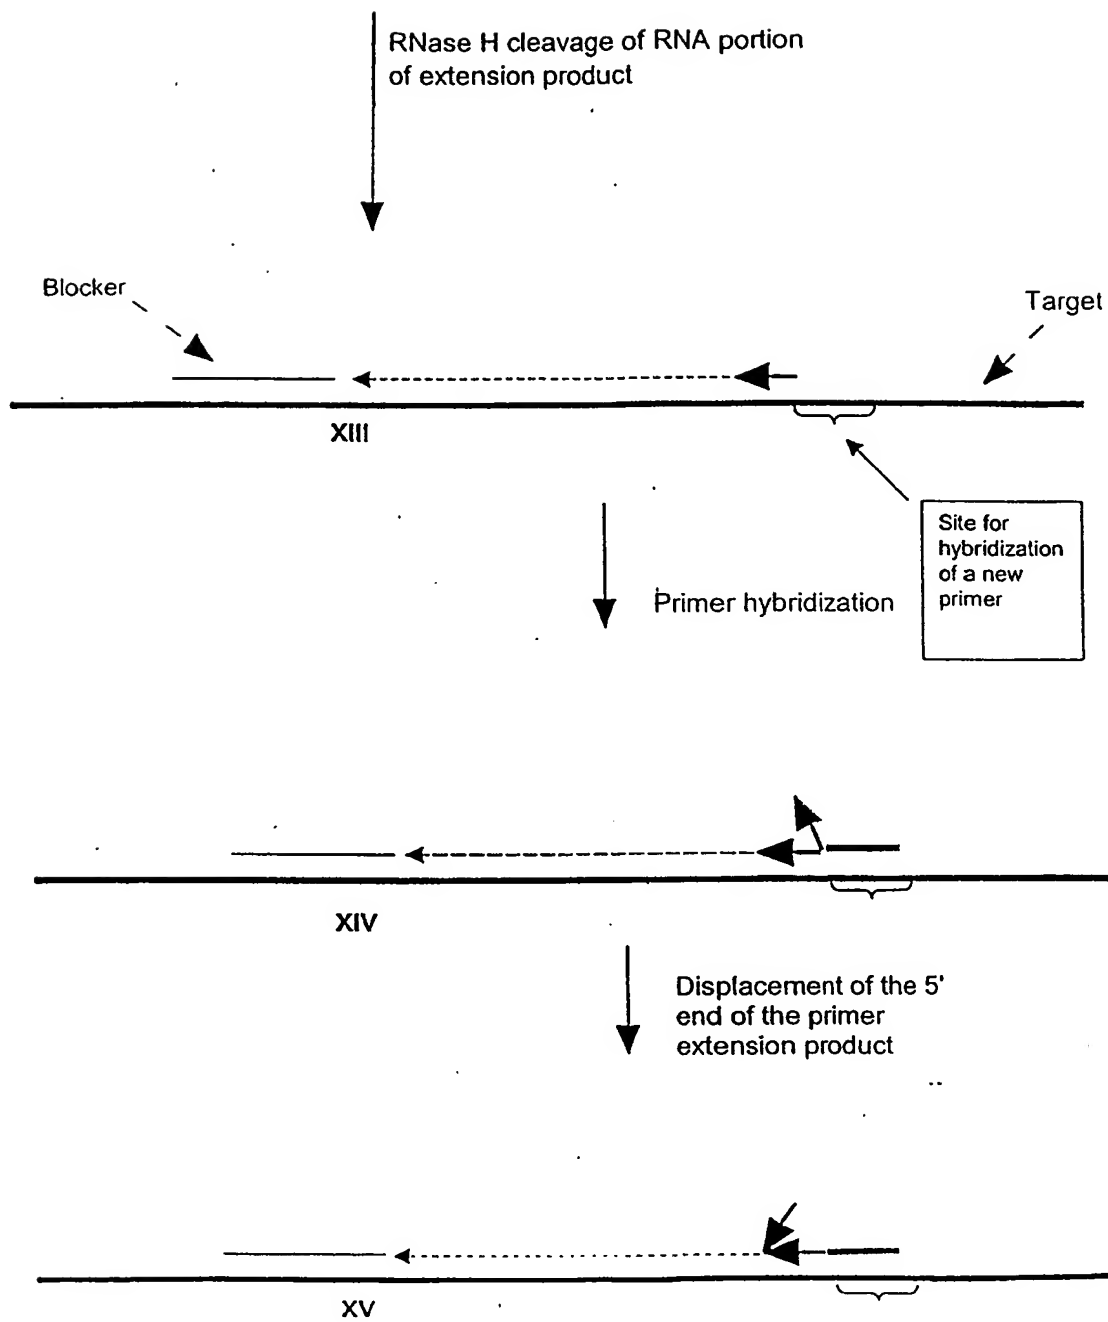 RNase H cleavage of RNA portion
of extension product
Blocker
Target
XIII
Site for
hybridization
of a new
primer
Primer hybridization
XIV
Displacement of the 5'
end of the primer
extension product
XV